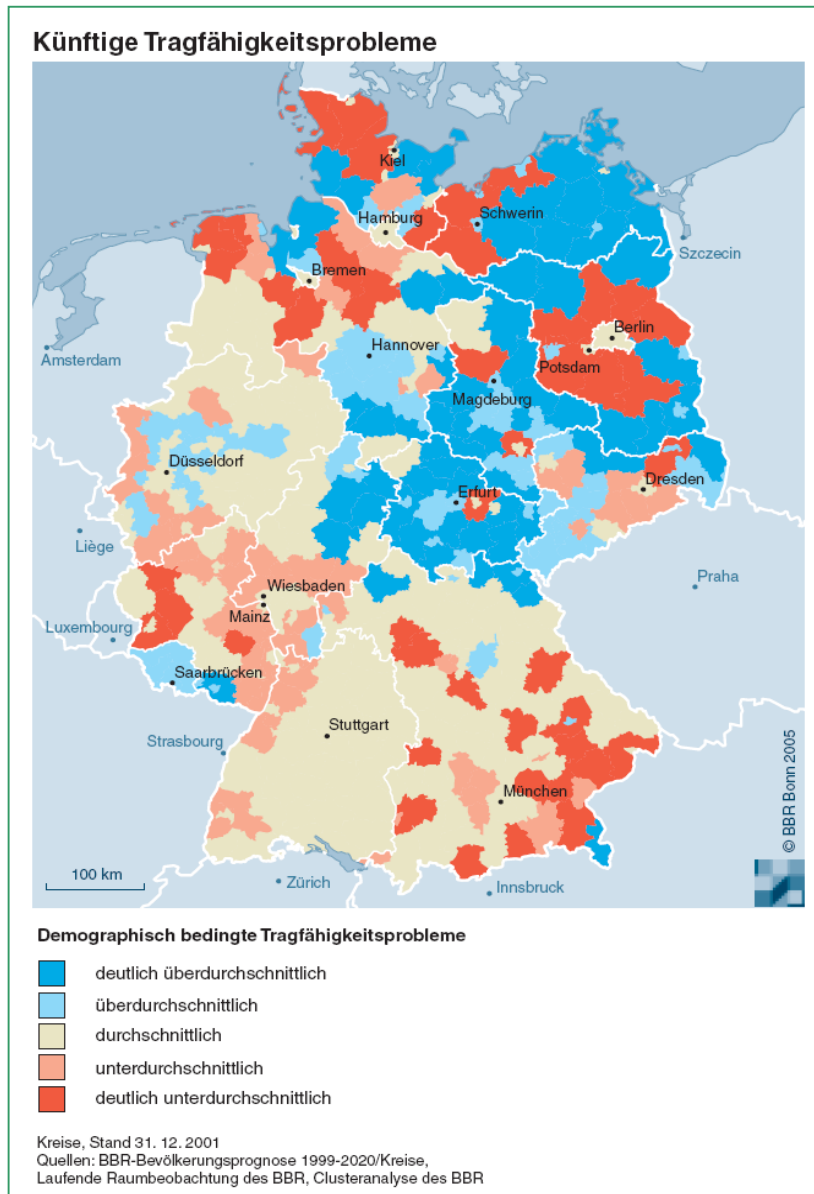 Künftige Tragfähigkeitsprobleme
Kiel
Hamburg
Schwerin
Szczecin
Bremen
Amsterdam
Hannover
Berlin
Potsdam
Magdeburg
Düsseldorf
Erfurt
Dresden
Liège
Praha
Wiesbaden
Mainz
Luxembourg
Saarbrücken
Stuttgart
Strasbourg
München
100 km
Zürich
Innsbruck
© BBR Bonn 2005
Demographisch bedingte Tragfähigkeitsprobleme
deutlich überdurchschnittlich
überdurchschnittlich
durchschnittlich
unterdurchschnittlich
deutlich unterdurchschnittlich
Kreise, Stand 31. 12. 2001
Quellen: BBR-Bevölkerungsprognose 1999-2020/Kreise,
Laufende Raumbeobachtung des BBR, Clusteranalyse des BBR